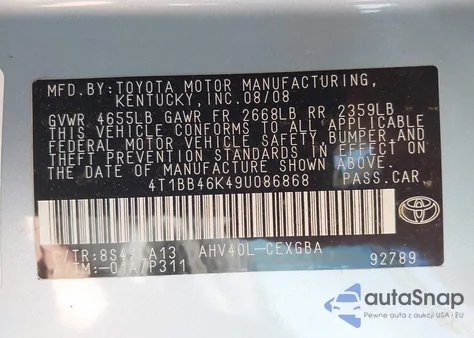 MFD.BY:TOYOTA MOTOR MANUFACTURING,
KENTUCKY,INC.08/08
GVWR 4655LB GAWR FR 2668LB RR 2359LB
THIS VEHICLE CONFORMS TO ALL APPLICABLE
FEDERAL MOTOR VEHICLE SAFETY,BUMPER,AND
THEFT PREVENTION STANDARDS IN EFFECT ON
THE DATE OF MANUFACTURE SHOWN ABOVE.
4T1BB46K49U086868 PASS.CAR
AHV40L-CEXGBA
92789
autoSnap
Pewne auta z aukcji USA i EU